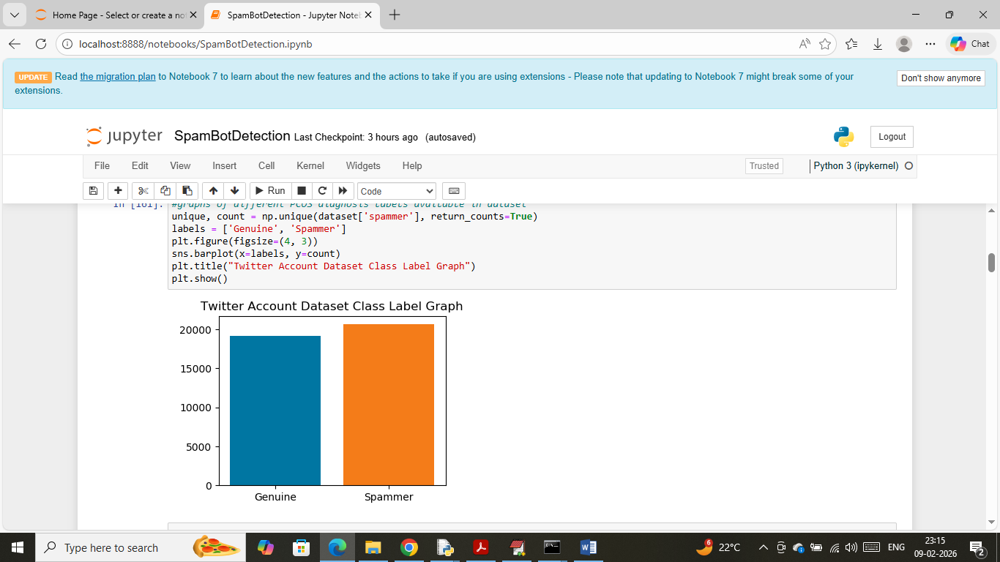 Home Page - Select or create a no
SpamBotDetection - Jupyter Noteb
localhost:8888/notebooks/SpamBotDetection.ipynb
Chat
UPDATE Read the migration plan to Notebook 7 to learn about the new features and the actions to take if you are using extensions - Please note that updating to Notebook 7 might break some of your
extensions.
Don't show anymore
jupyter SpamBotDetection Last Checkpoint: 3 hours ago (autosaved)
Logout
File Edit View Insert Cell Kernel Widgets Help
Trusted
Python 3 (ipykernel)
Run
Code
In [161]: #graphs of different PCOS diagnosis labels available in dataset
unique, count = np.unique(dataset['spammer'], return_counts=True)
labels = ['Genuine', 'Spammer']
plt.figure(figsize=(4, 3))
sns.barplot(x=labels, y=count)
plt.title("Twitter Account Dataset Class Label Graph")
plt.show()
Twitter Account Dataset Class Label Graph
20000
15000
10000
5000
0
Genuine Spammer
Type here to search
6
22°C
ENG
23:15
09-02-2026
2